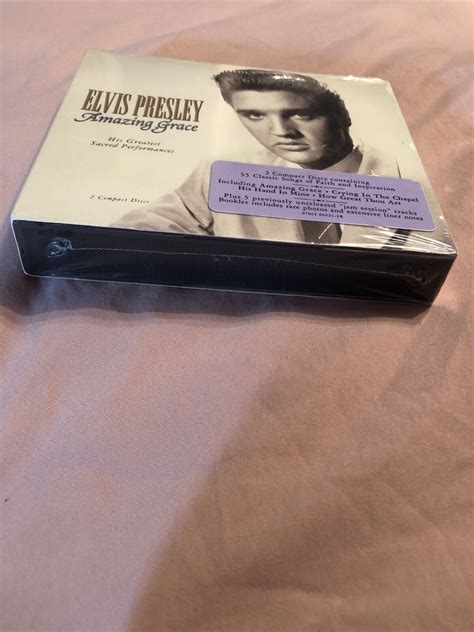 ELVIS PRESLEY
Amazing Grace
His Greatest
Sacred Performances
2 Compact Discs
2 Compact Discs containing
55 Classic Songs of Faith and Inspiration
Including Amazing Grace • Crying In The Chapel
His Hand In Mine • How Great Thou Art
Plus 5 previously unreleased "jam session" tracks
Booklet includes rare photos and extensive liner notes